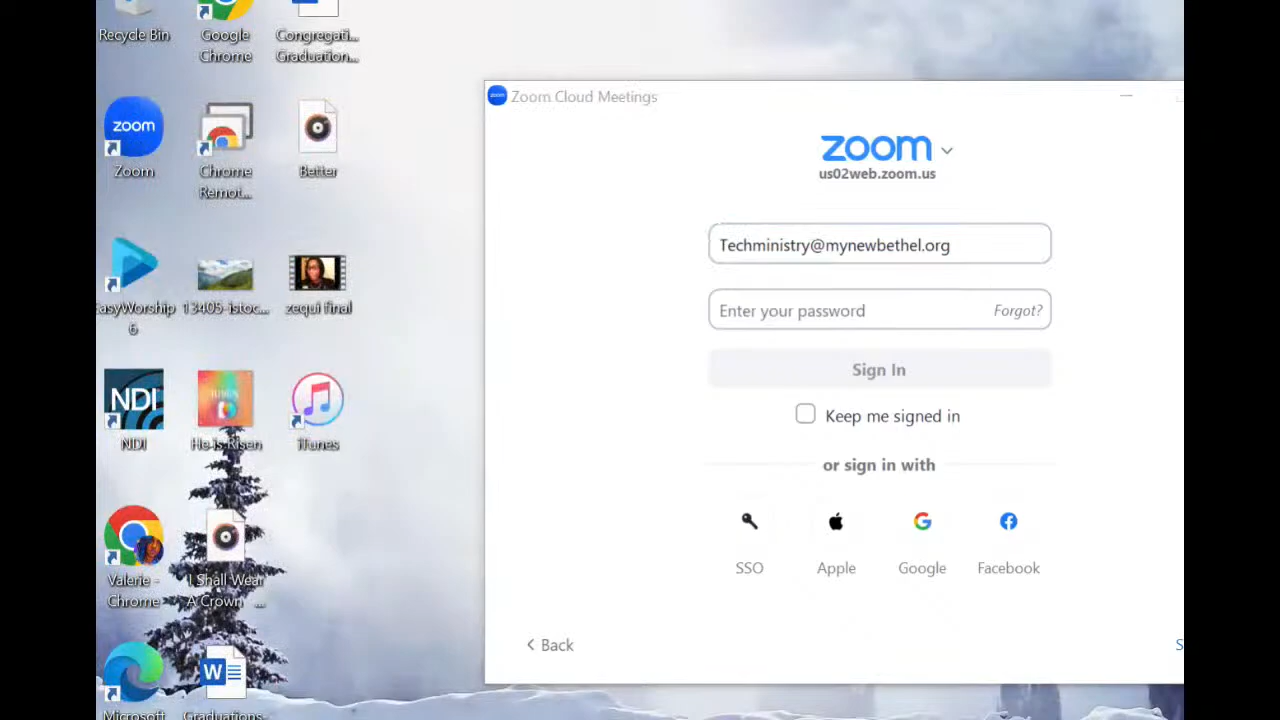 Recycle Bin
Google
Chrome
Congregati...
Graduation...
zoom
Zoom
Chrome
Remot...
Better
EasyWorship
6
13405-istoc...
zequi final
NDI
NDI
He is Risen
iTunes
Valerie -
Chrome
I Shall Wear
A Crown - ...
W
Microsoft
Graduations
zoom Zoom Cloud Meetings
zoom
us02web.zoom.us
Techministry@mynewbethel.org
Enter your password Forgot?
Sign In
Keep me signed in
or sign in with
SSO Apple Google Facebook
< Back
S